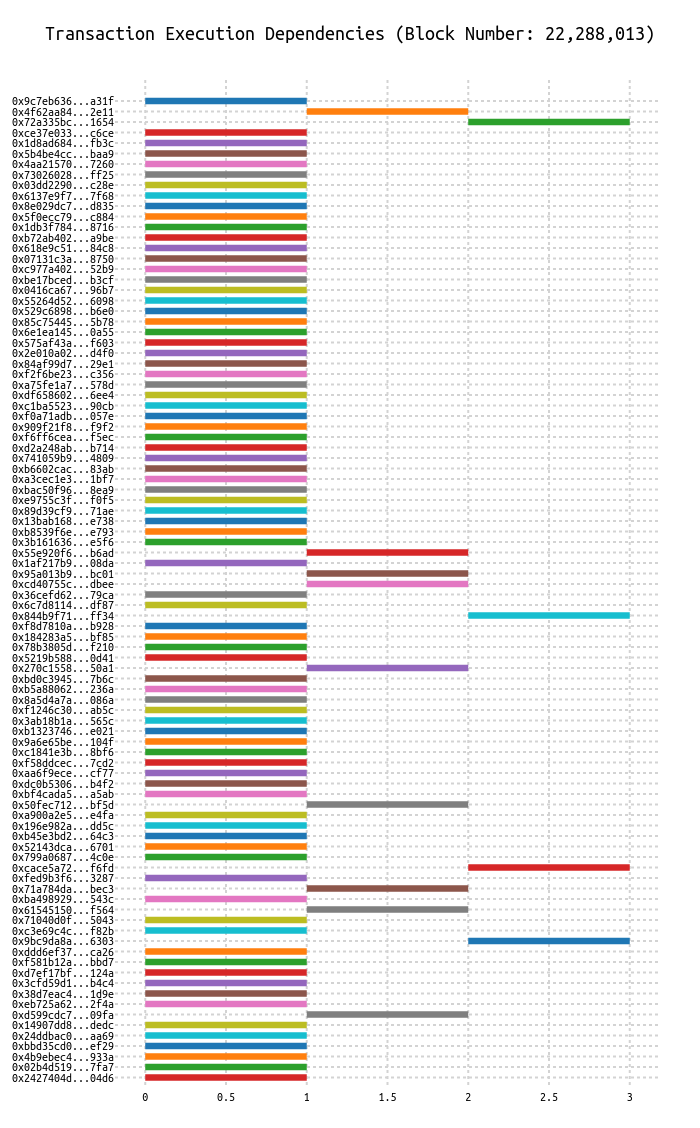 Transaction Execution Dependencies (Block Number: 22,288,013)
0x9c7eb636...a31f
0x4f62aa84...2e11
0x72a335bc...1654
0xce37e033...c6ce
0x1d8ad684...fb3c
0x5b4be4cc...baa9
0x4aa21570...7260
0x73026028...ff25
0x03dd2290...c28e
0x6137e9f7...7f68
0x8e029dc7...d835
0x5f0ecc79...c884
0x1db3f784...8716
0xb72ab402...a9be
0x618e9c51...84c8
0x07131c3a...8750
0xc977a402...52b9
0xbe17bced...b3cf
0x0416ca67...96b7
0x55264d52...6098
0x529c6898...b6e0
0x85c75445...5b78
0x6e1ea145...0a55
0x575af43a...f603
0x2e010a02...d4f0
0x84af99d7...29e1
0xf2f6be23...c356
0xa75fe1a7...578d
0xdf658602...6ee4
0xc1ba5523...90cb
0xf0a71adb...057e
0x909f21f8...f9f2
0xf6ff6cea...f5ec
0xd2a248ab...b714
0x741059b9...4809
0xb6602cac...83ab
0xa3cec1e3...1bf7
0xbac50f96...8ea9
0xe9755c3f...f0f5
0x89d39cf9...71ae
0x13bab168...e738
0xb8539f6e...e793
0x3b161636...e5f6
0x55e920f6...b6ad
0x1af217b9...08da
0x95a013b9...bc01
0xcd40755c...dbee
0x36cefd62...79ca
0x6c7d8114...df87
0x844b9f71...ff34
0xf8d7810a...b928
0x184283a5...bf85
0x78b3805d...f210
0x5219b588...0d41
0x270c1558...50a1
0xbd0c3945...7b6c
0xb5a88062...236a
0x8a5d4a7a...086a
0xf1246c30...ab5c
0x3ab18b1a...565c
0xb1323746...e021
0x9a6e65be...104f
0xc1841e3b...8bf6
0xf58ddcec...7cd2
0xaa6f9ece...cf77
0xdc0b5306...b4f2
0xbf4cada5...a5ab
0x50fec712...bf5d
0xa900a2e5...e4fa
0x196e982a...dd5c
0xb45e3bd2...64c3
0x52143dca...6701
0x799a0687...4c0e
0xcace5a72...f6fd
0xfed9b3f6...3287
0x71a784da...bec3
0xba498929...543c
0x61545150...f564
0x71040d0f...5043
0xc3e69c4c...f82b
0x9bc9da8a...6303
0xddd6ef37...ca26
0xf581b12a...bbd7
0xd7ef17bf...124a
0x3cfd59d1...b4c4
0x38d7eac4...1d9e
0xeb725a62...2f4a
0xd599cdc7...09fa
0x14907dd8...dedc
0x24ddbac0...aa69
0xbbd35cd0...ef29
0x4b9ebec4...933a
0x02b4d519...7fa7
0x2427404d...04d6
0 0.5 1 1.5 2 2.5 3